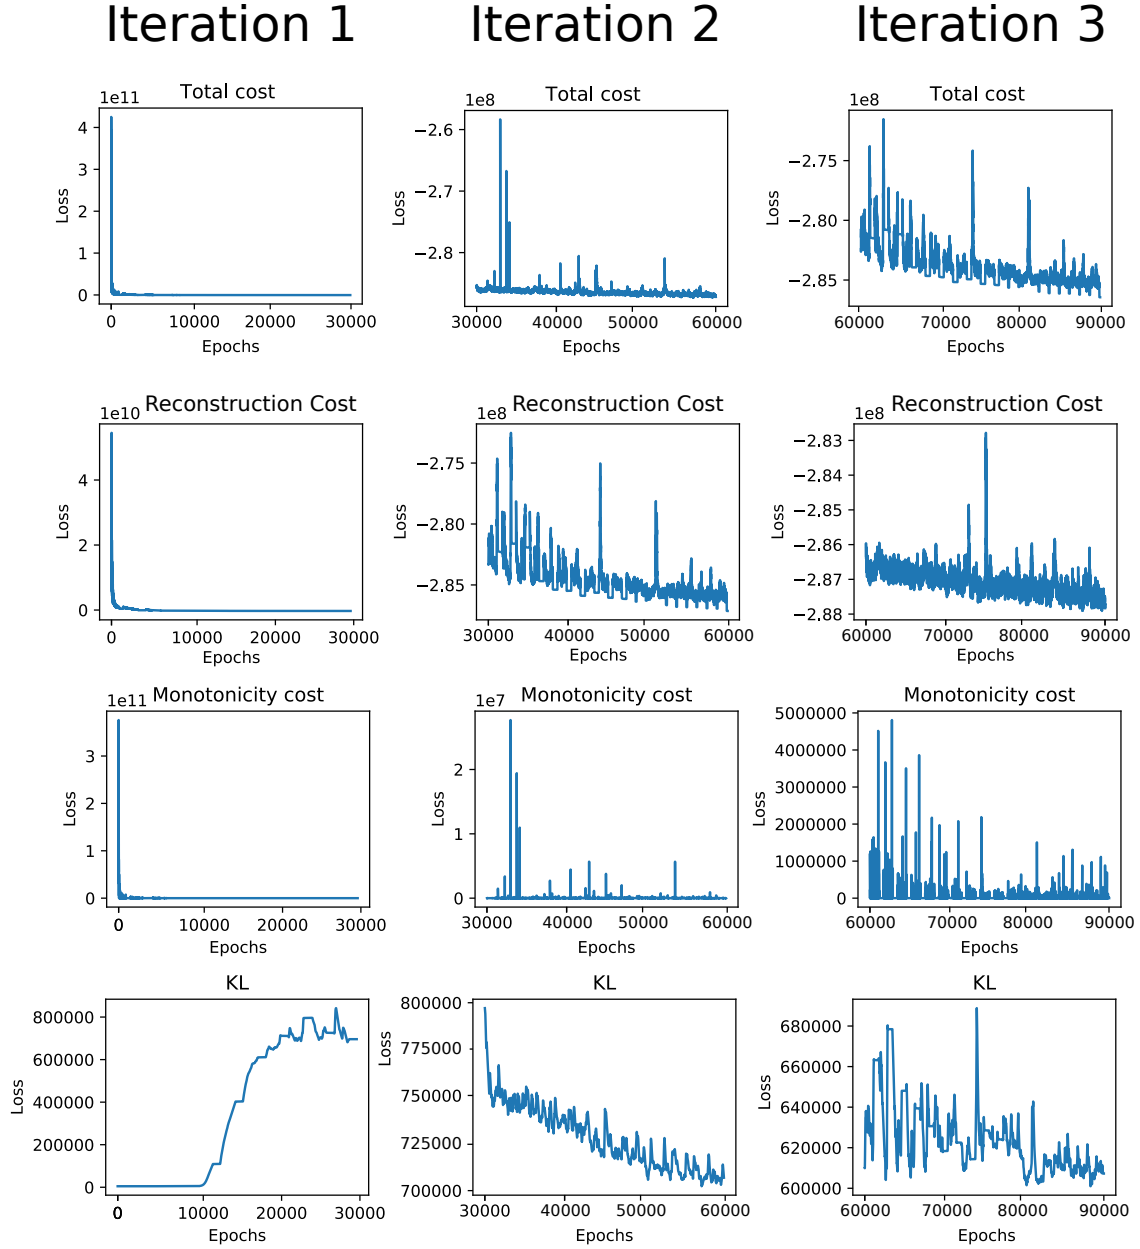 Iteration 1 Iteration 2 Iteration 3
Total cost
1e11
4
3
2
1
0
Loss
0 10000 20000 30000
Epochs
Total cost
1e8
−2.6
−2.7
−2.8
Loss
30000 40000 50000 60000
Epochs
Total cost
1e8
−2.75
−2.80
−2.85
Loss
60000 70000 80000 90000
Epochs
Reconstruction Cost
1e10
4
2
0
Loss
0 10000 20000 30000
Epochs
Reconstruction Cost
1e8
−2.75
−2.80
−2.85
Loss
30000 40000 50000 60000
Epochs
Reconstruction Cost
1e8
−2.83
−2.84
−2.85
−2.86
−2.87
−2.88
Loss
60000 70000 80000 90000
Epochs
Monotonicity cost
1e11
3
2
1
0
Loss
0 10000 20000 30000
Epochs
Monotonicity cost
1e7
2
1
0
Loss
30000 40000 50000 60000
Epochs
Monotonicity cost
5000000
4000000
3000000
2000000
1000000
0
Loss
60000 70000 80000 90000
Epochs
KL
800000
600000
400000
200000
0
Loss
0 10000 20000 30000
Epochs
KL
800000
775000
750000
725000
700000
Loss
30000 40000 50000 60000
Epochs
KL
680000
660000
640000
620000
600000
Loss
60000 70000 80000 90000
Epochs